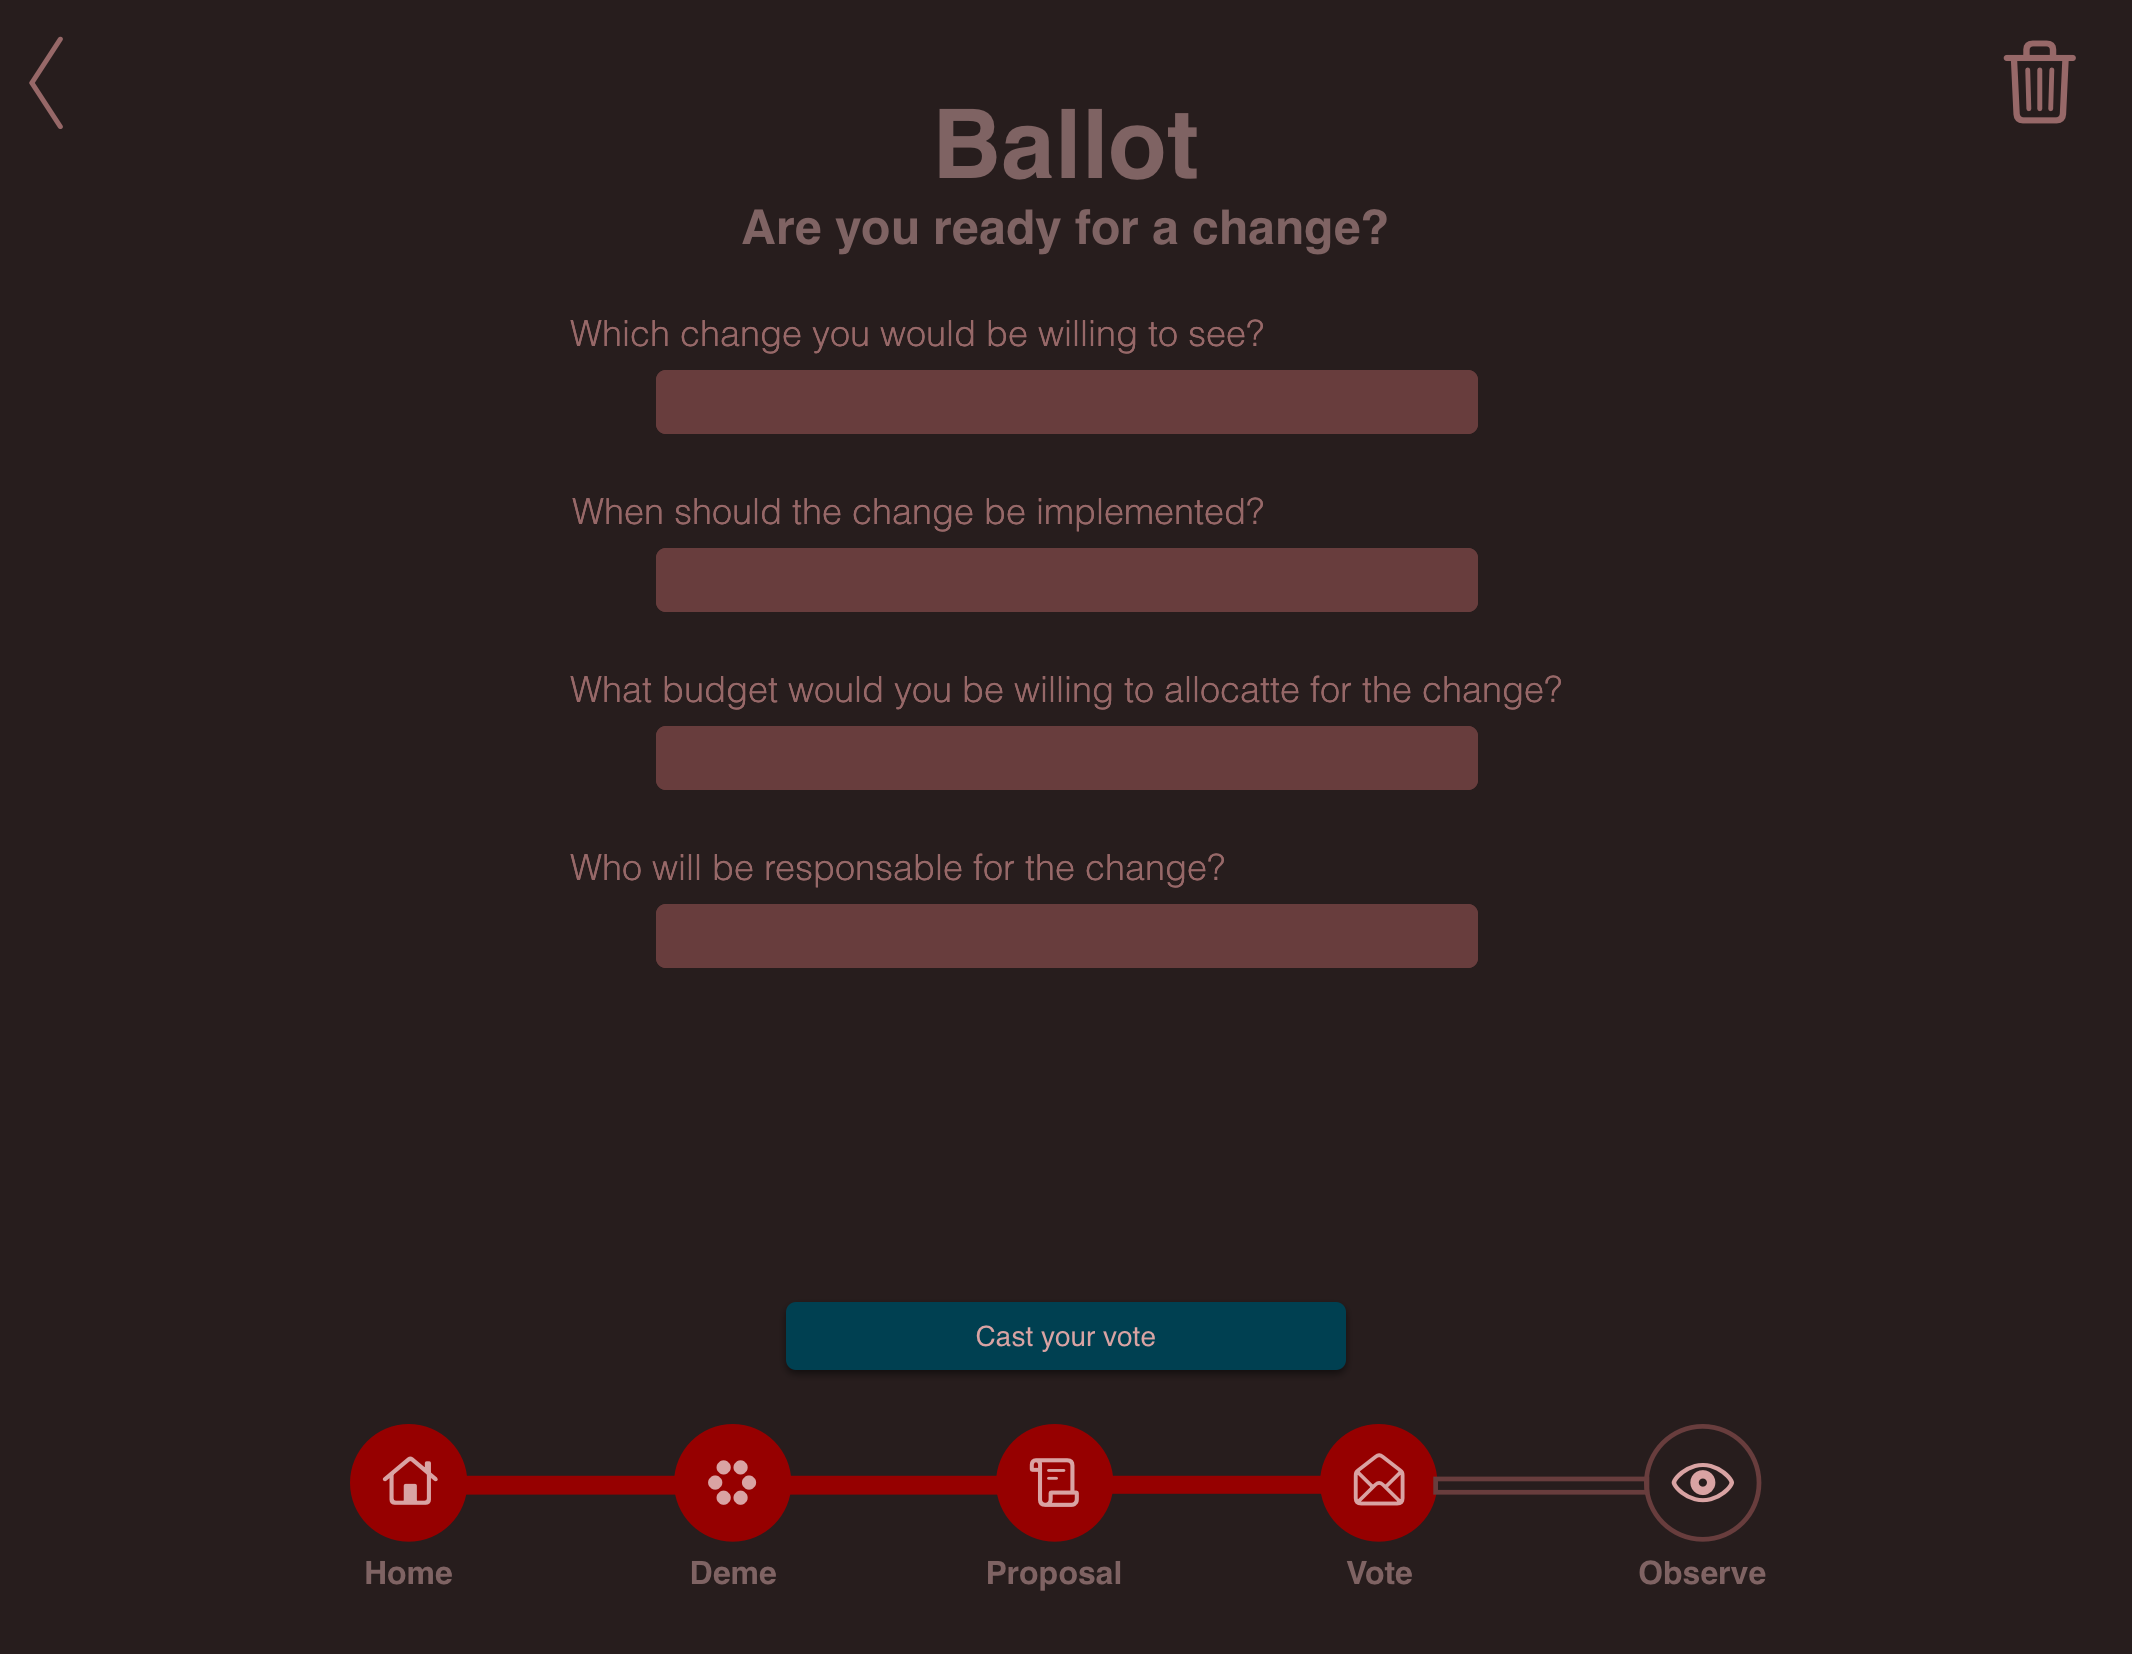 Ballot
Are you ready for a change?
Which change you would be willing to see?
When should the change be implemented?
What budget would you be willing to allocatte for the change?
Who will be responsable for the change?
Cast your vote
Home
Deme
Proposal
Vote
Observe